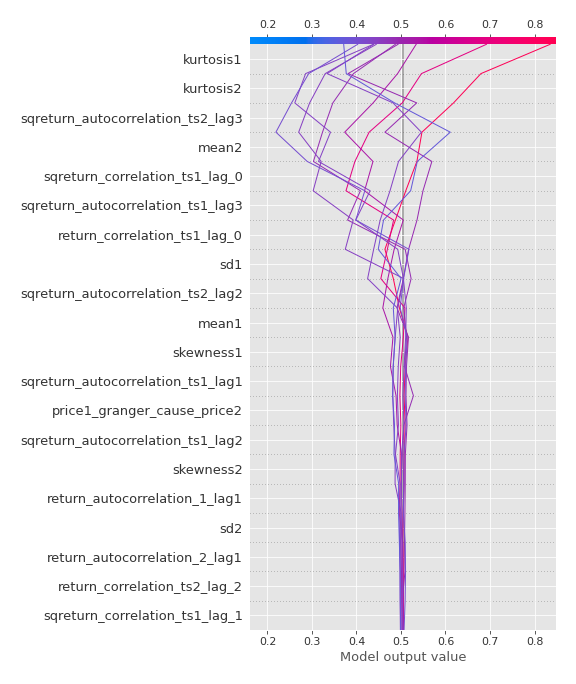 0.2 0.3 0.4 0.5 0.6 0.7 0.8
kurtosis1
kurtosis2
sqreturn_autocorrelation_ts2_lag3
mean2
sqreturn_correlation_ts1_lag_0
sqreturn_autocorrelation_ts1_lag3
return_correlation_ts1_lag_0
sd1
sqreturn_autocorrelation_ts2_lag2
mean1
skewness1
sqreturn_autocorrelation_ts1_lag1
price1_granger_cause_price2
sqreturn_autocorrelation_ts1_lag2
skewness2
return_autocorrelation_1_lag1
sd2
return_autocorrelation_2_lag1
return_correlation_ts2_lag_2
sqreturn_correlation_ts1_lag_1
0.2 0.3 0.4 0.5 0.6 0.7 0.8
Model output value